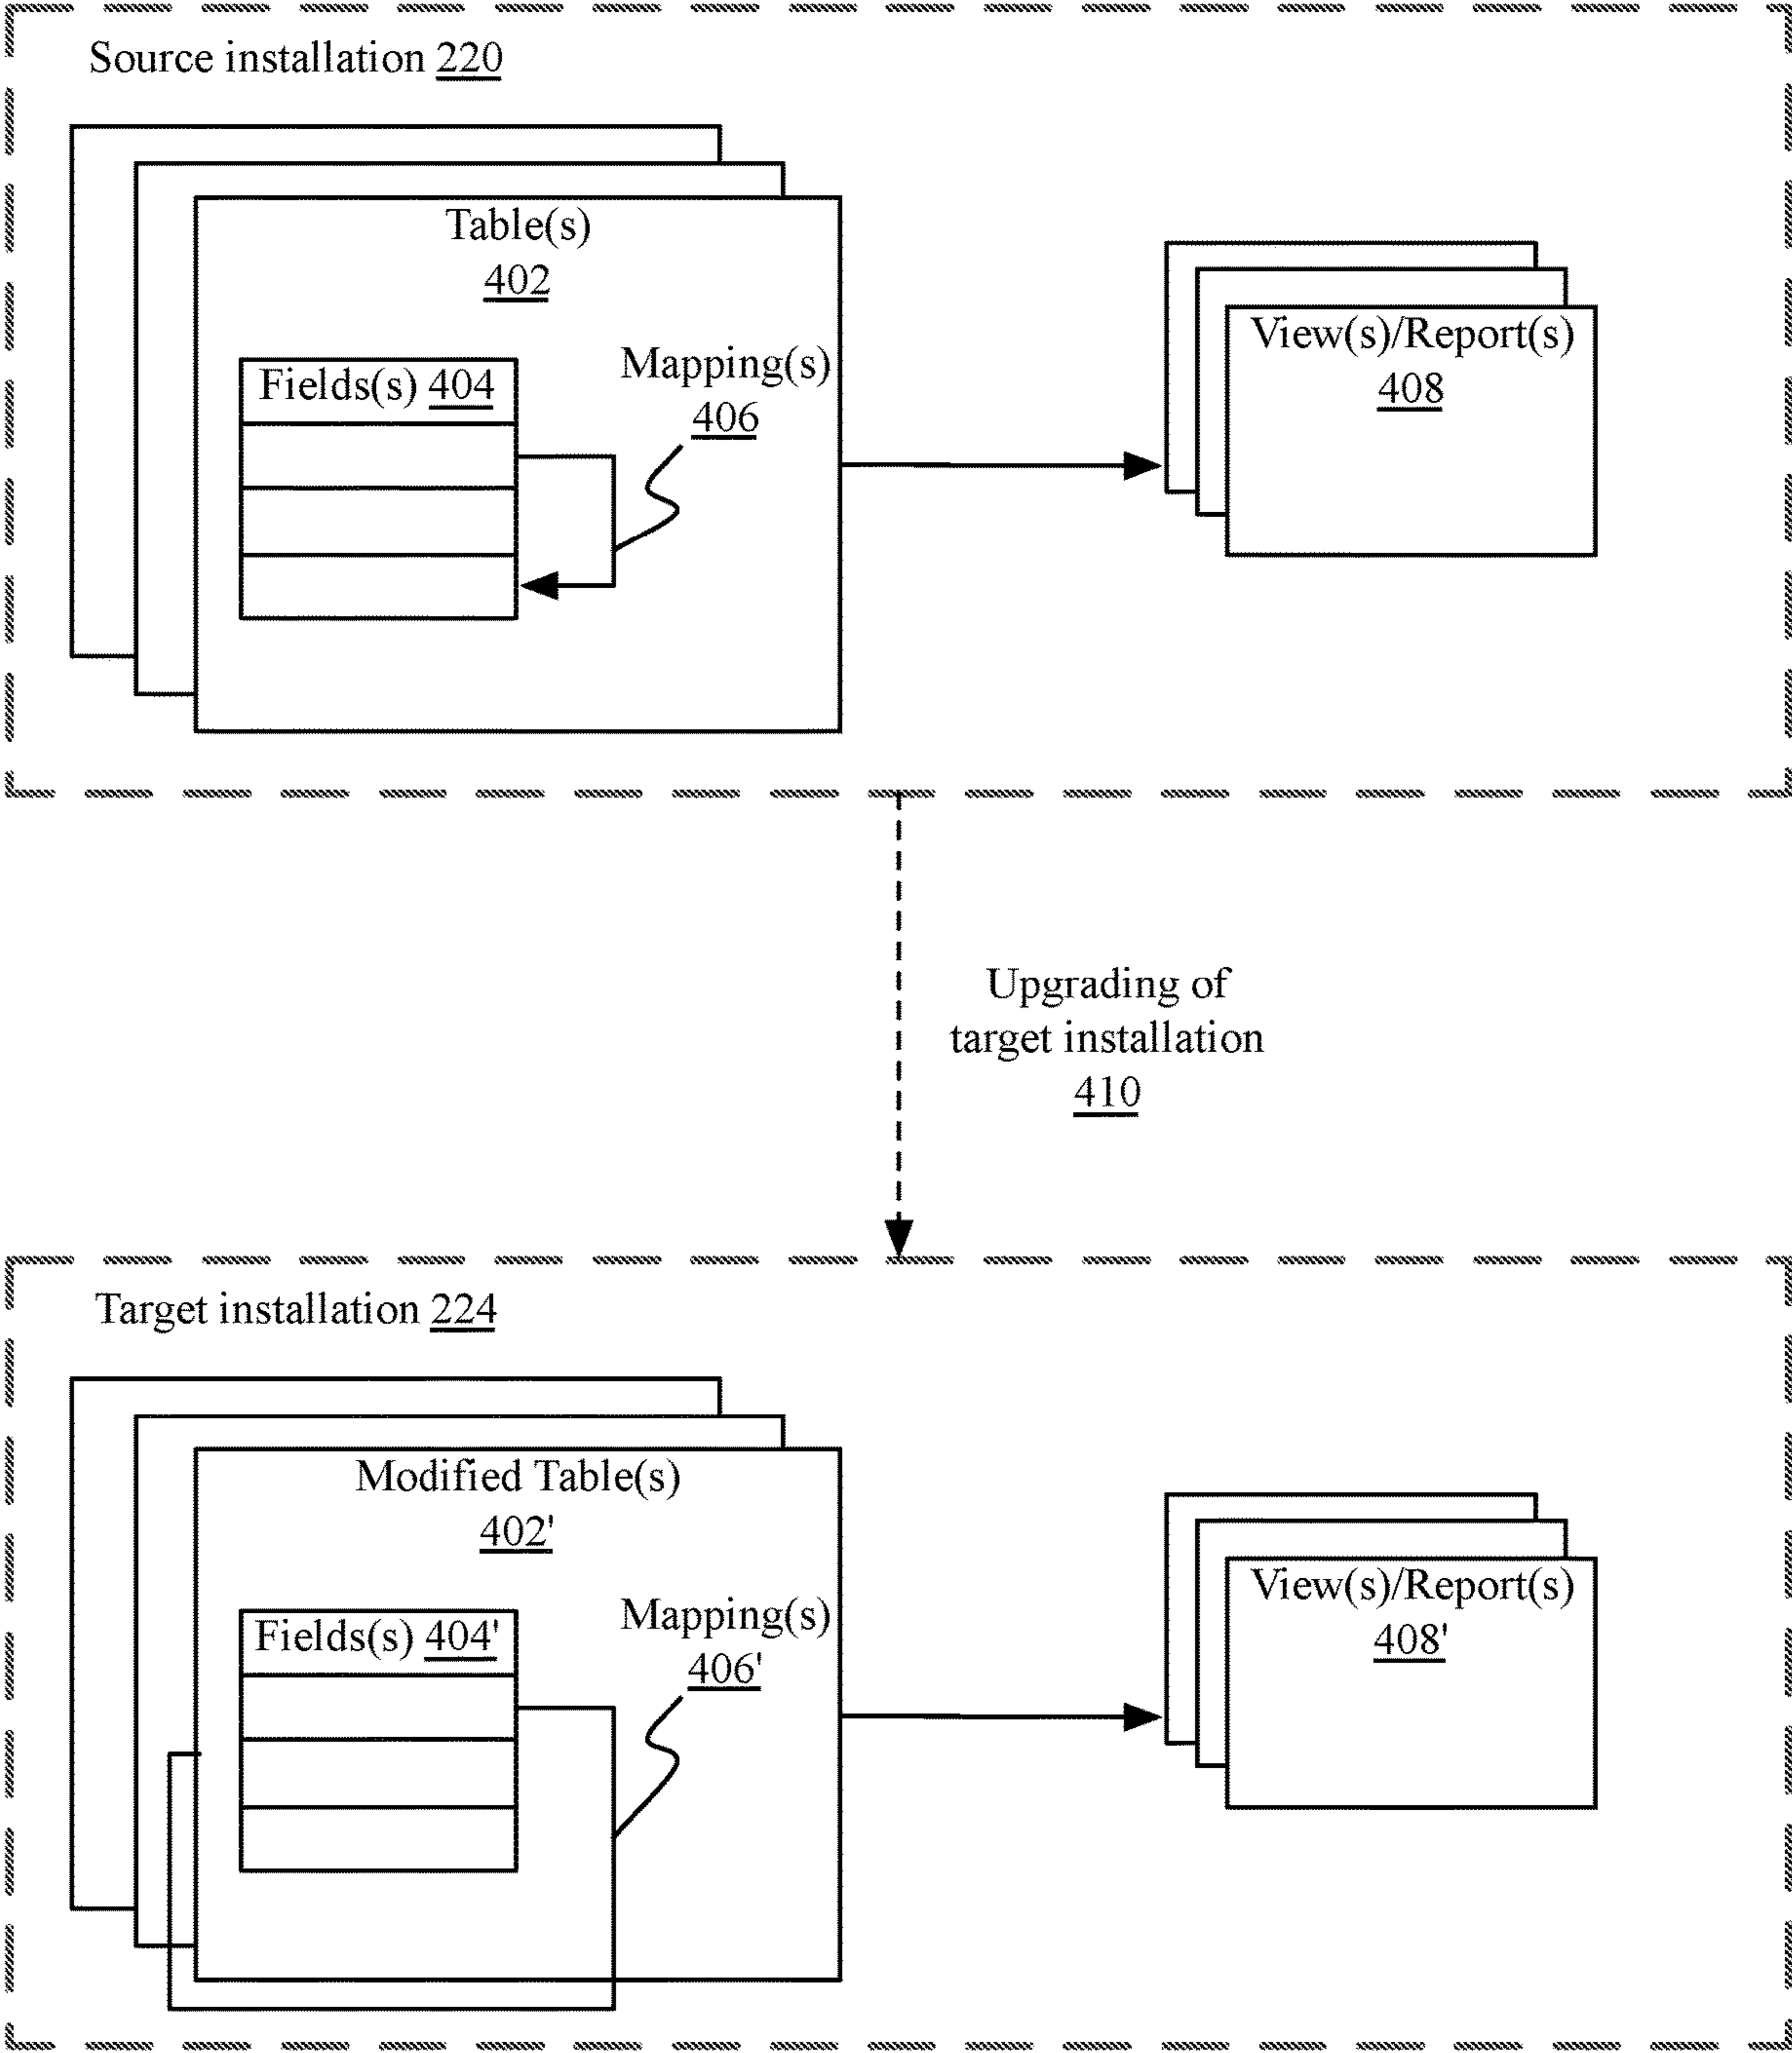 Source installation 220
Table(s)
402
Fields(s) 404
Mapping(s)
406
View(s)/Report(s)
408
Upgrading of
target installation
410
Target installation 224
Modified Table(s)
402'
Fields(s) 404'
Mapping(s)
406'
View(s)/Report(s)
408'